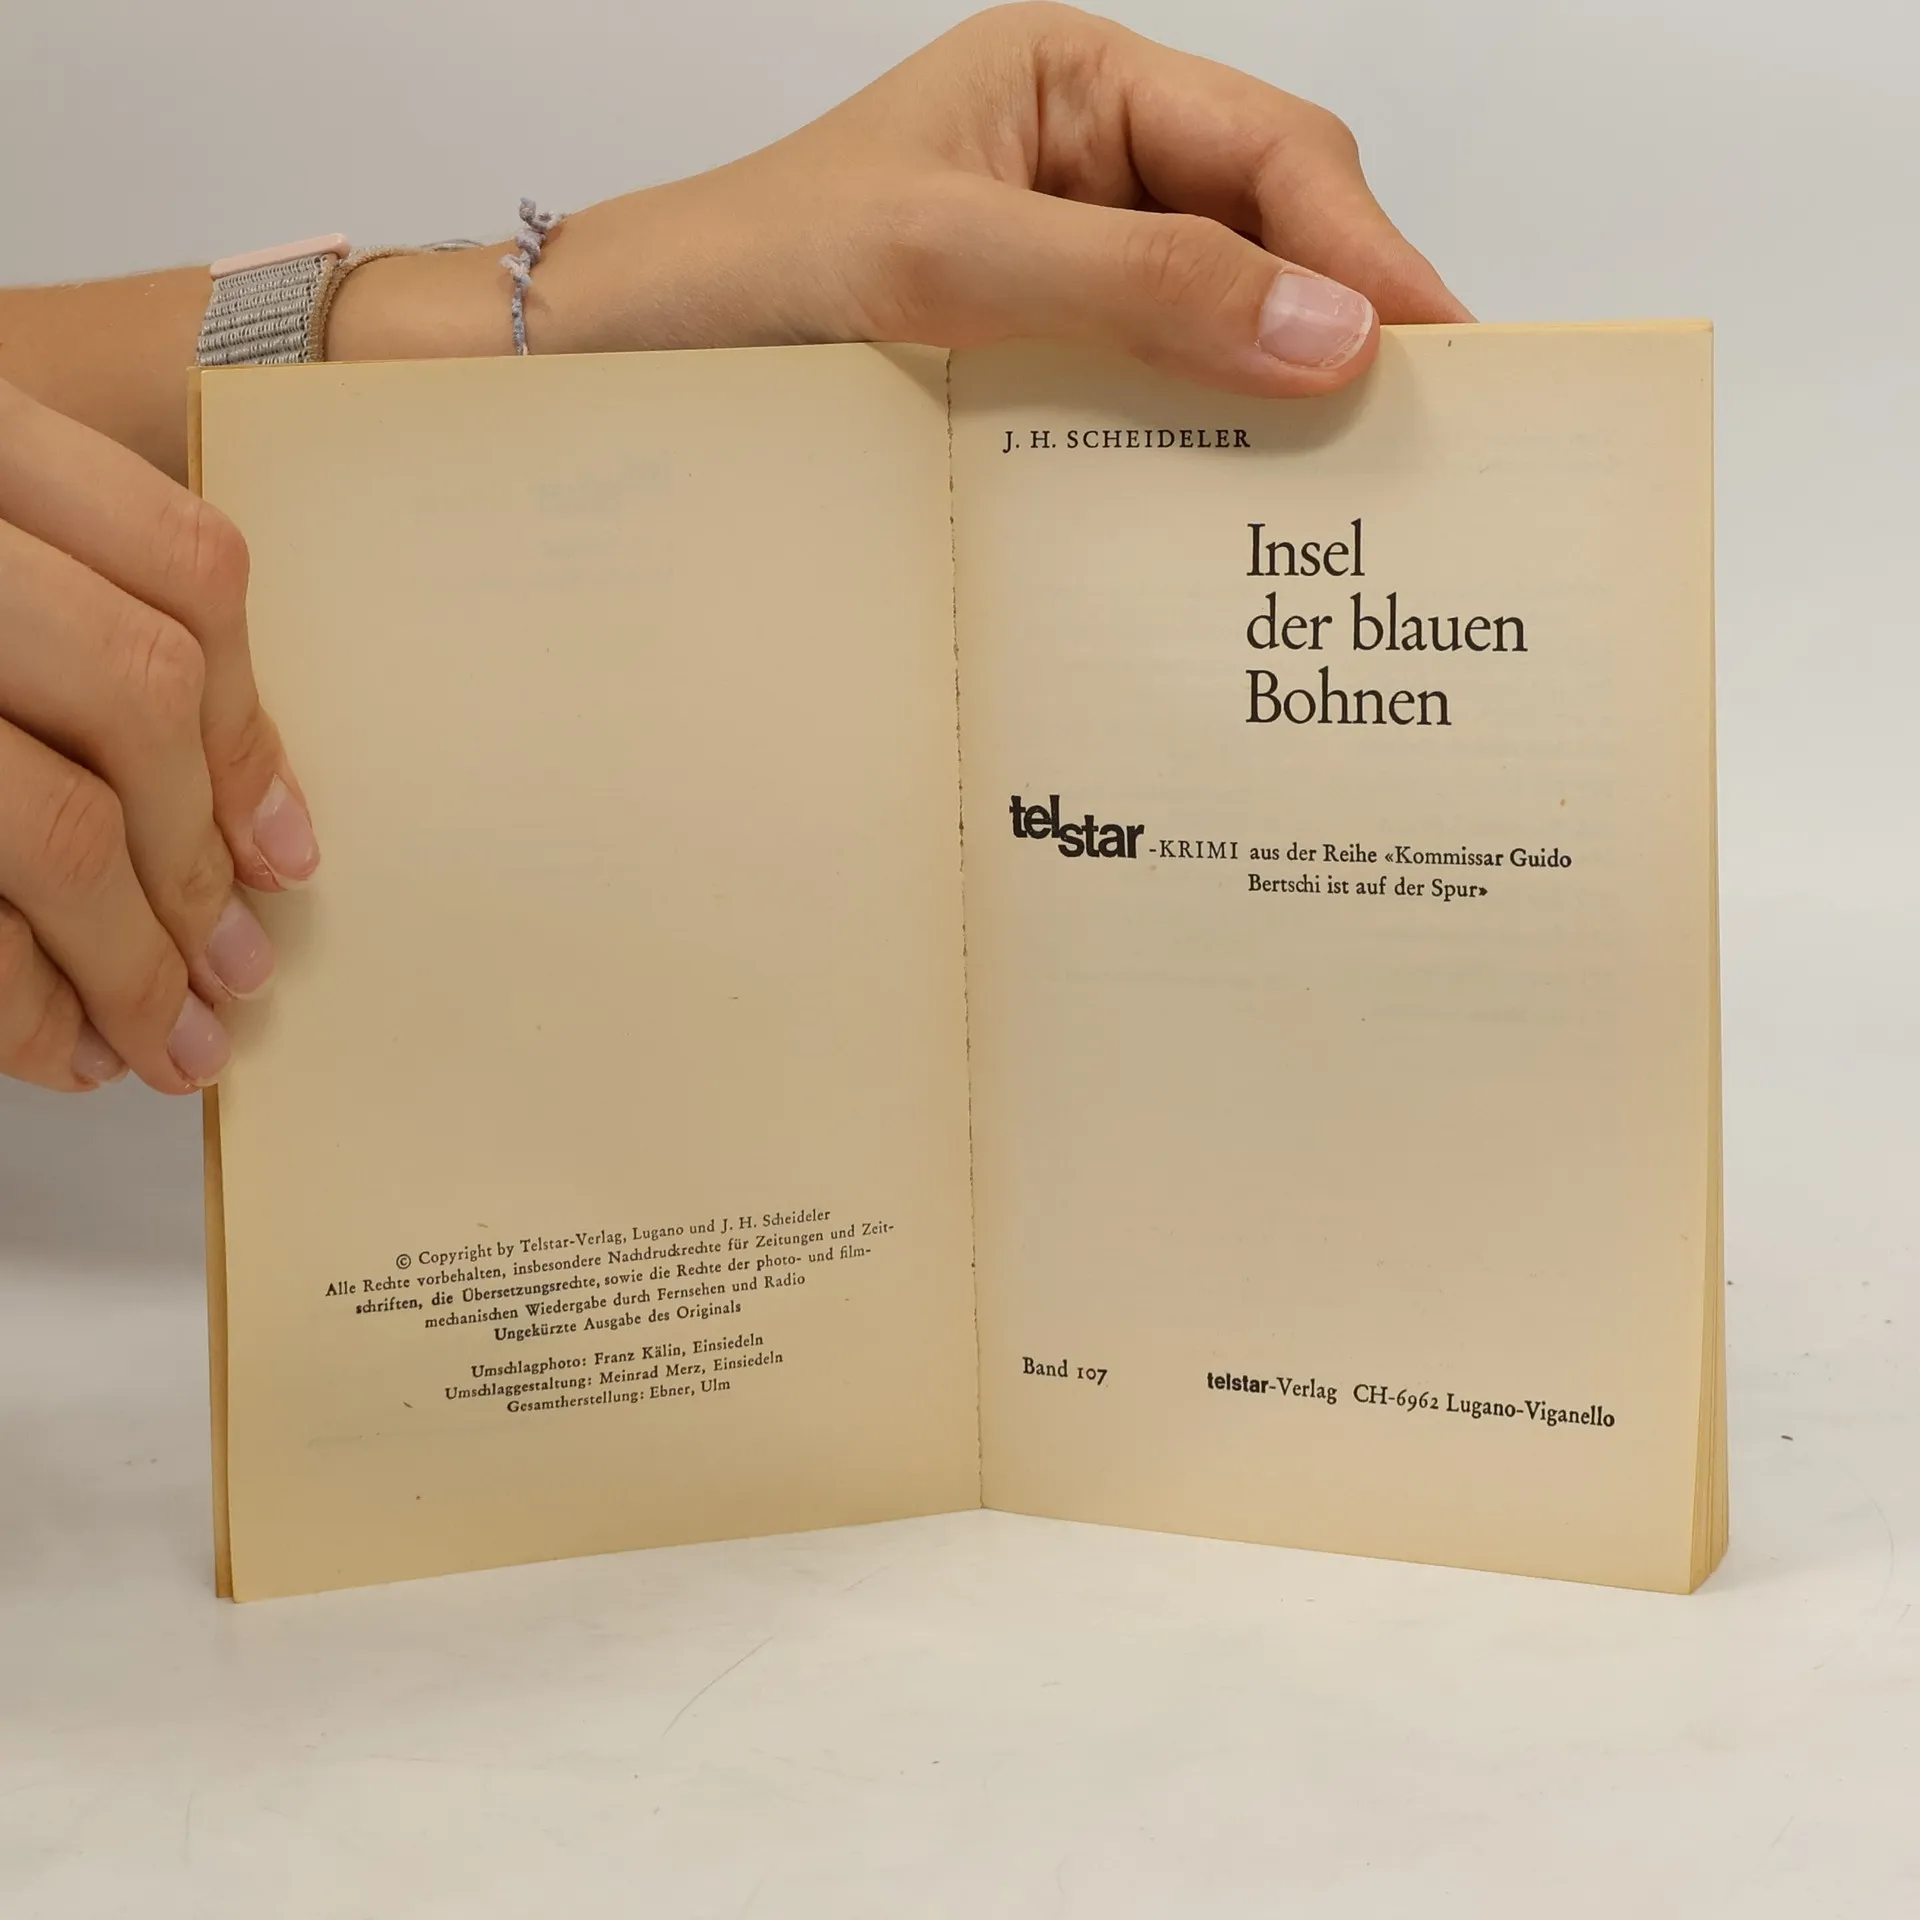 © Copyright by Telstar-Verlag, Lugano und J. H. Scheideler
Alle Rechte vorbehalten, insbesondere Nachdruckrechte für Zeitungen und Zeit-
schriften, die Übersetzungsrechte, sowie die Rechte der photo- und film-
mechanischen Wiedergabe durch Fernsehen und Radio
Ungekürzte Ausgabe des Originals
Umschlagphoto: Franz Kälin, Einsiedeln
Umschlaggestaltung: Meinrad Merz, Einsiedeln
Gesamtherstellung: Ebner, Ulm
J. H. SCHEIDELER
Insel
der blauen
Bohnen
telstar-KRIMI aus der Reihe «Kommissar Guido
Bertschi ist auf der Spur»
Band 107
telstar-Verlag CH-6962 Lugano-Viganello